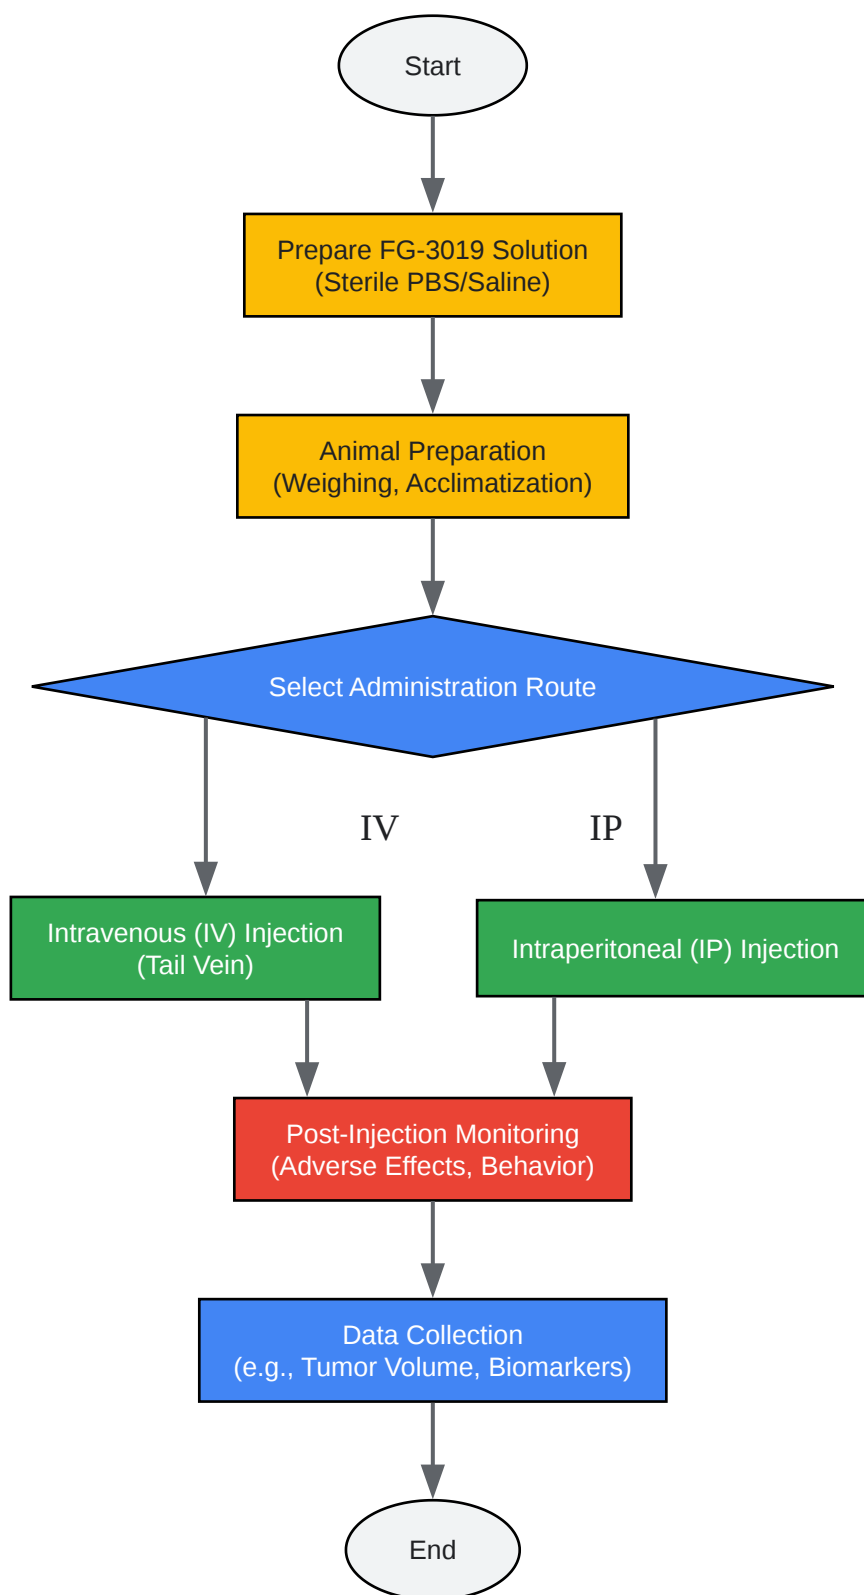 Start
Prepare FG-3019 Solution
(Sterile PBS/Saline)
Animal Preparation
(Weighing, Acclimatization)
Select Administration Route
IV
IP
Intravenous (IV) Injection
(Tail Vein)
Intraperitoneal (IP) Injection
Post-Injection Monitoring
(Adverse Effects, Behavior)
Data Collection
(e.g., Tumor Volume, Biomarkers)
End